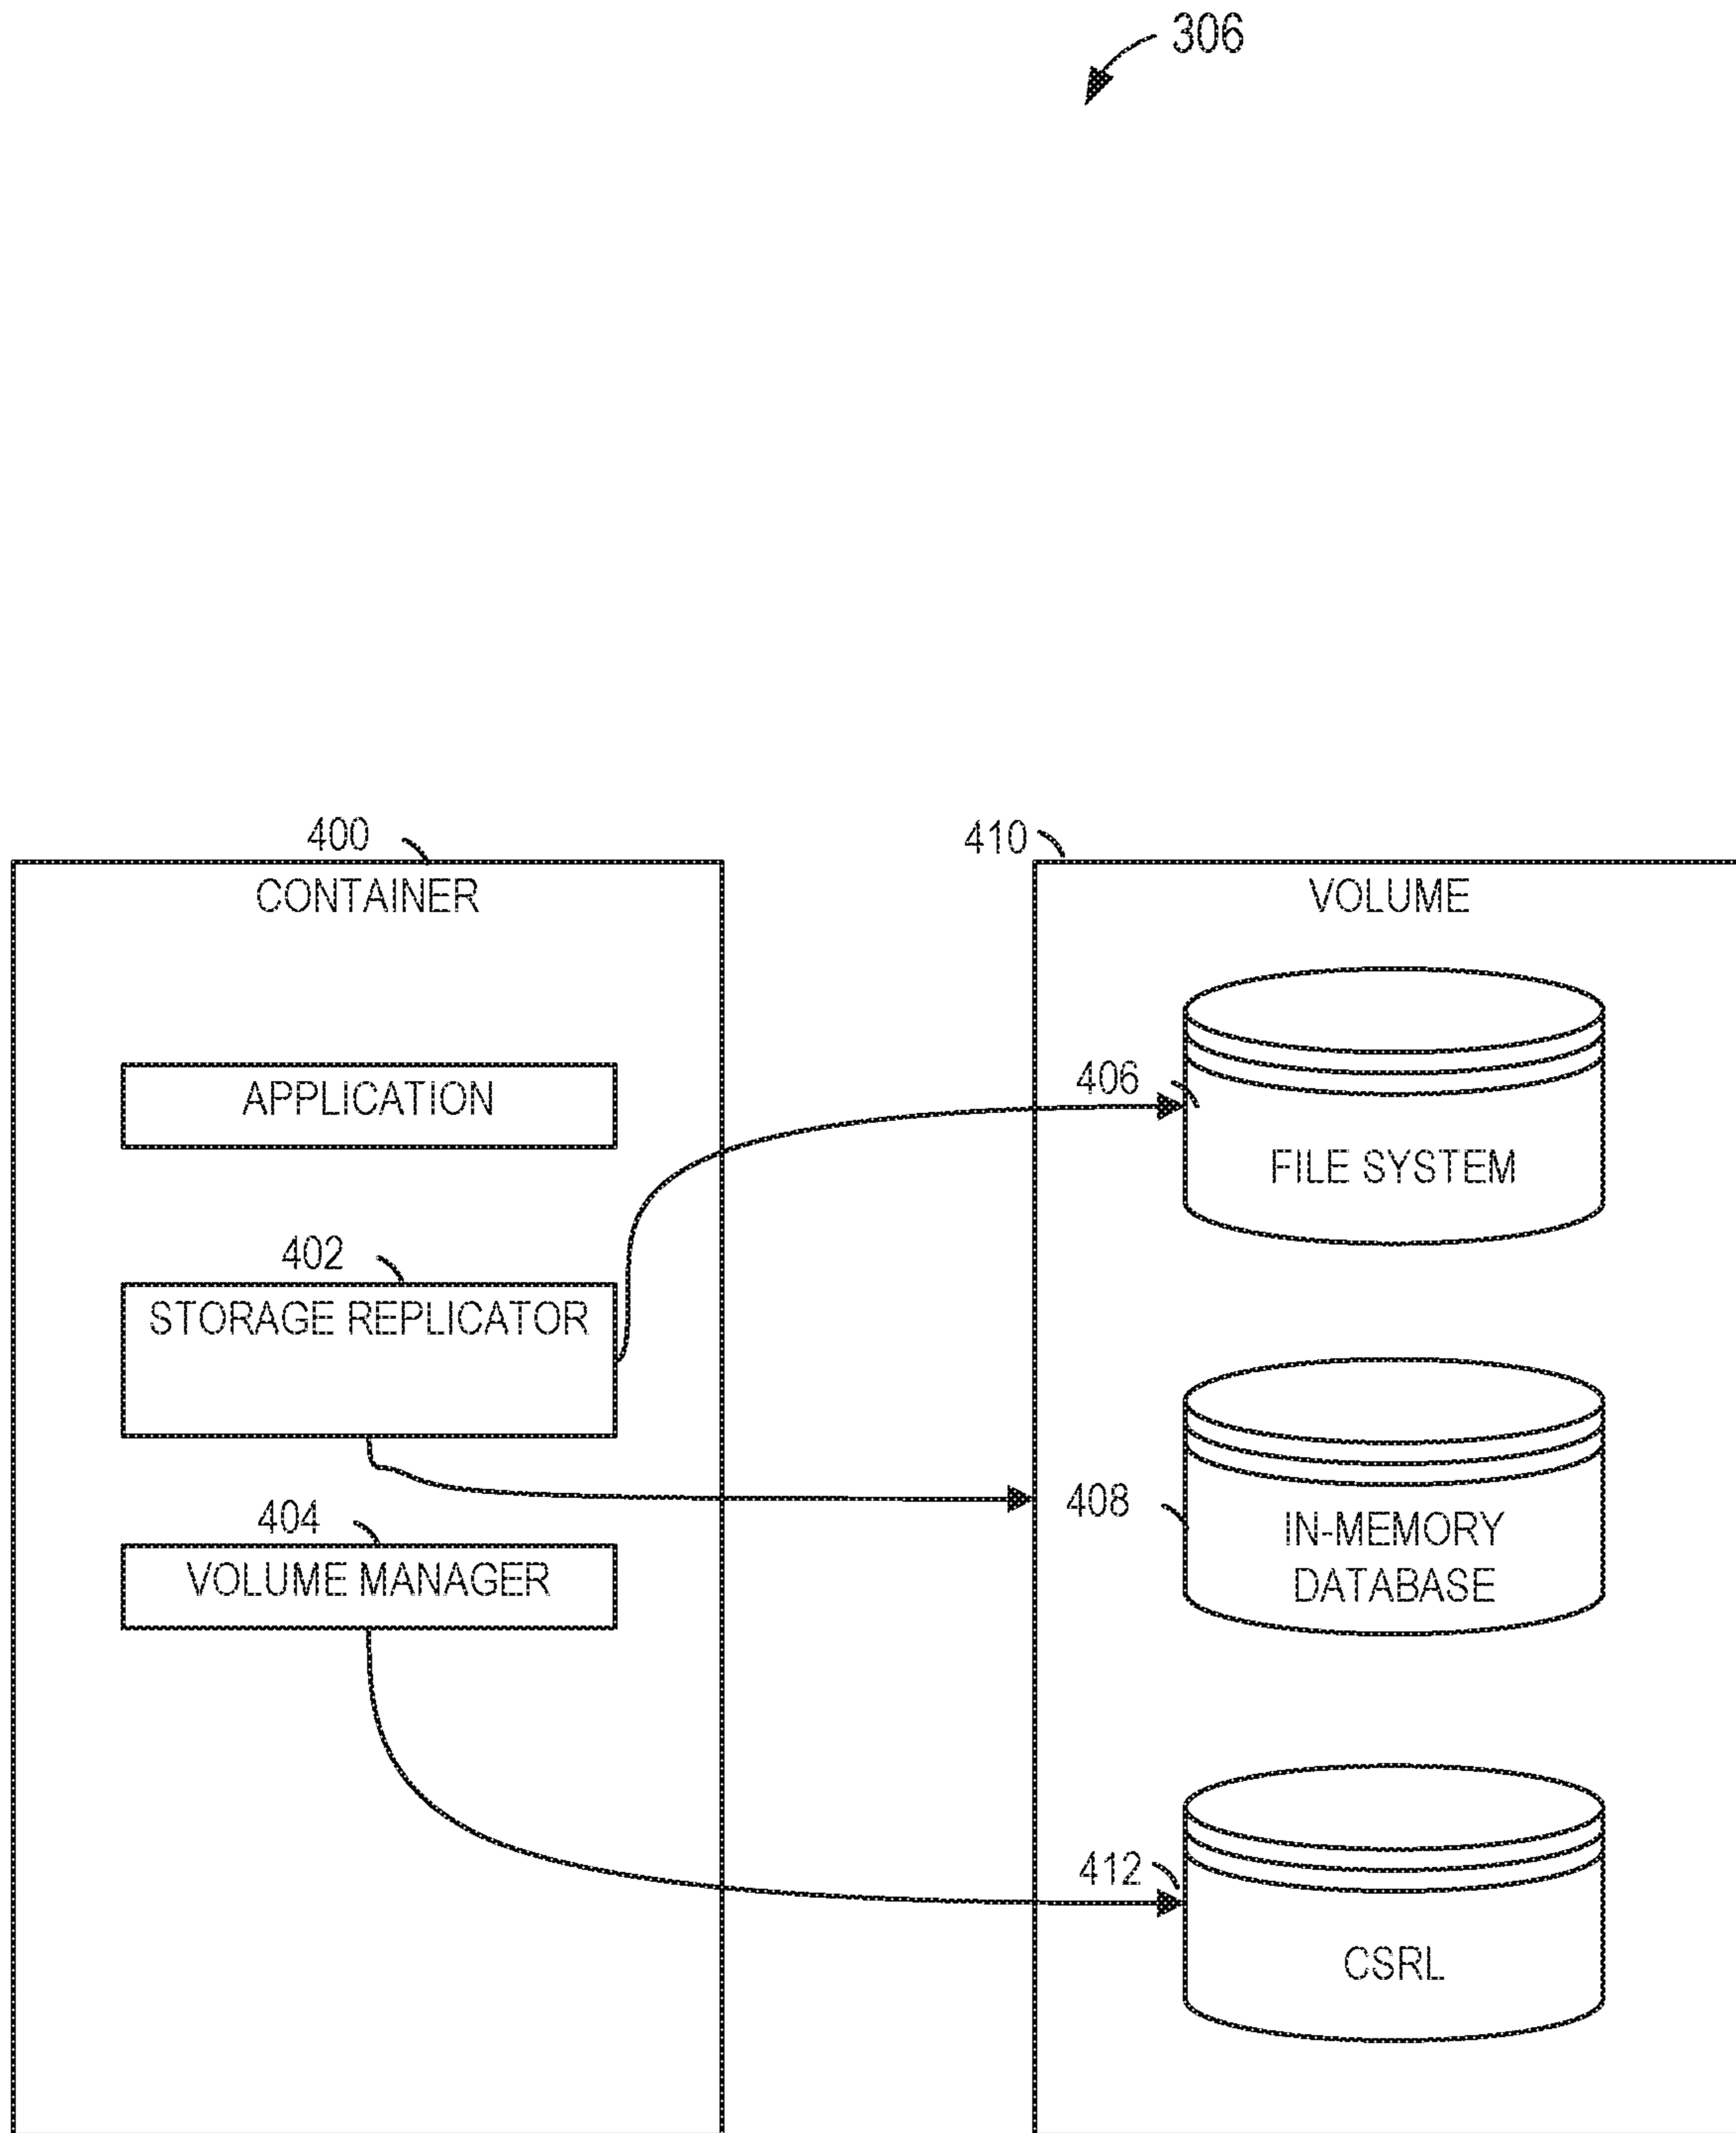 306
400
CONTAINER
APPLICATION
402
STORAGE REPLICATOR
404
VOLUME MANAGER
410
VOLUME
406
FILE SYSTEM
408
IN-MEMORY
DATABASE
412
CSRL